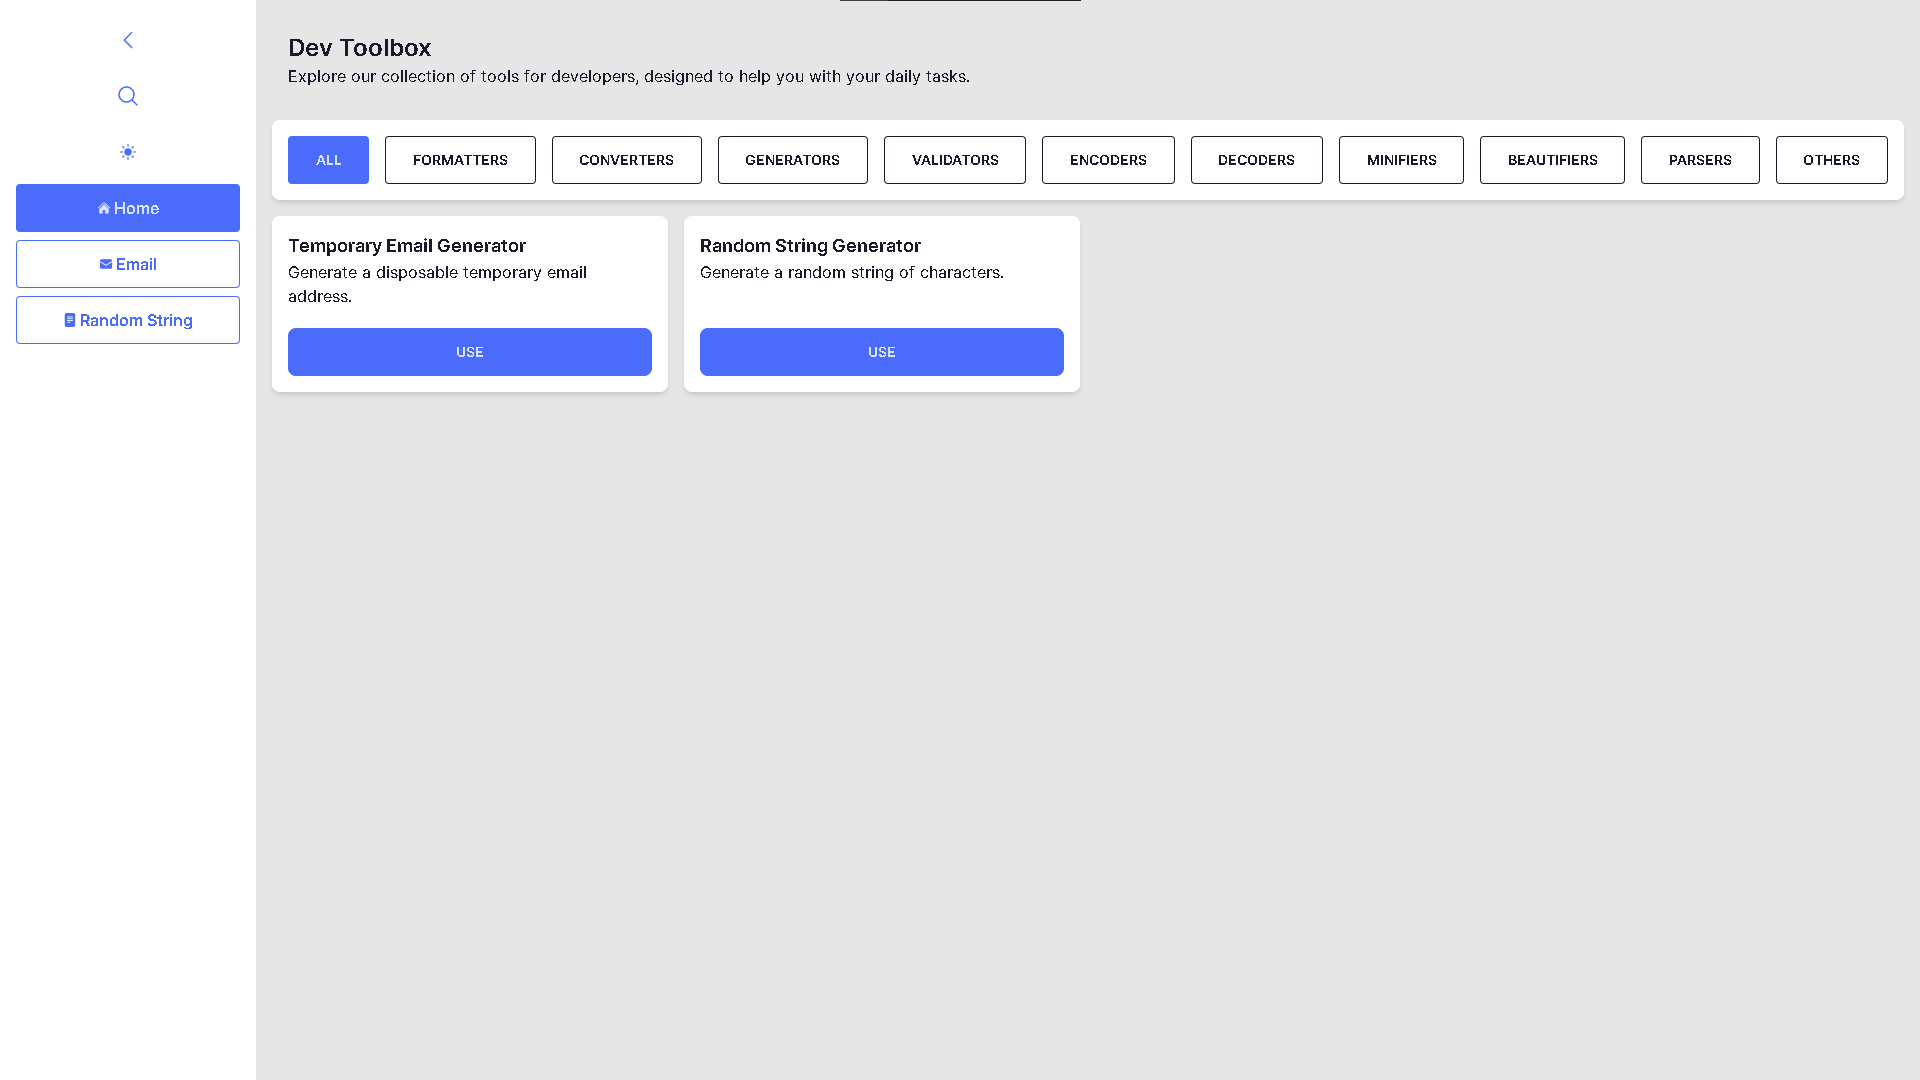 Home
Email
Random String
Dev Toolbox
Explore our collection of tools for developers, designed to help you with your daily tasks.
ALL
FORMATTERS
CONVERTERS
GENERATORS
VALIDATORS
ENCODERS
DECODERS
MINIFIERS
BEAUTIFIERS
PARSERS
OTHERS
Temporary Email Generator
Generate a disposable temporary email
address.
USE
Random String Generator
Generate a random string of characters.
USE